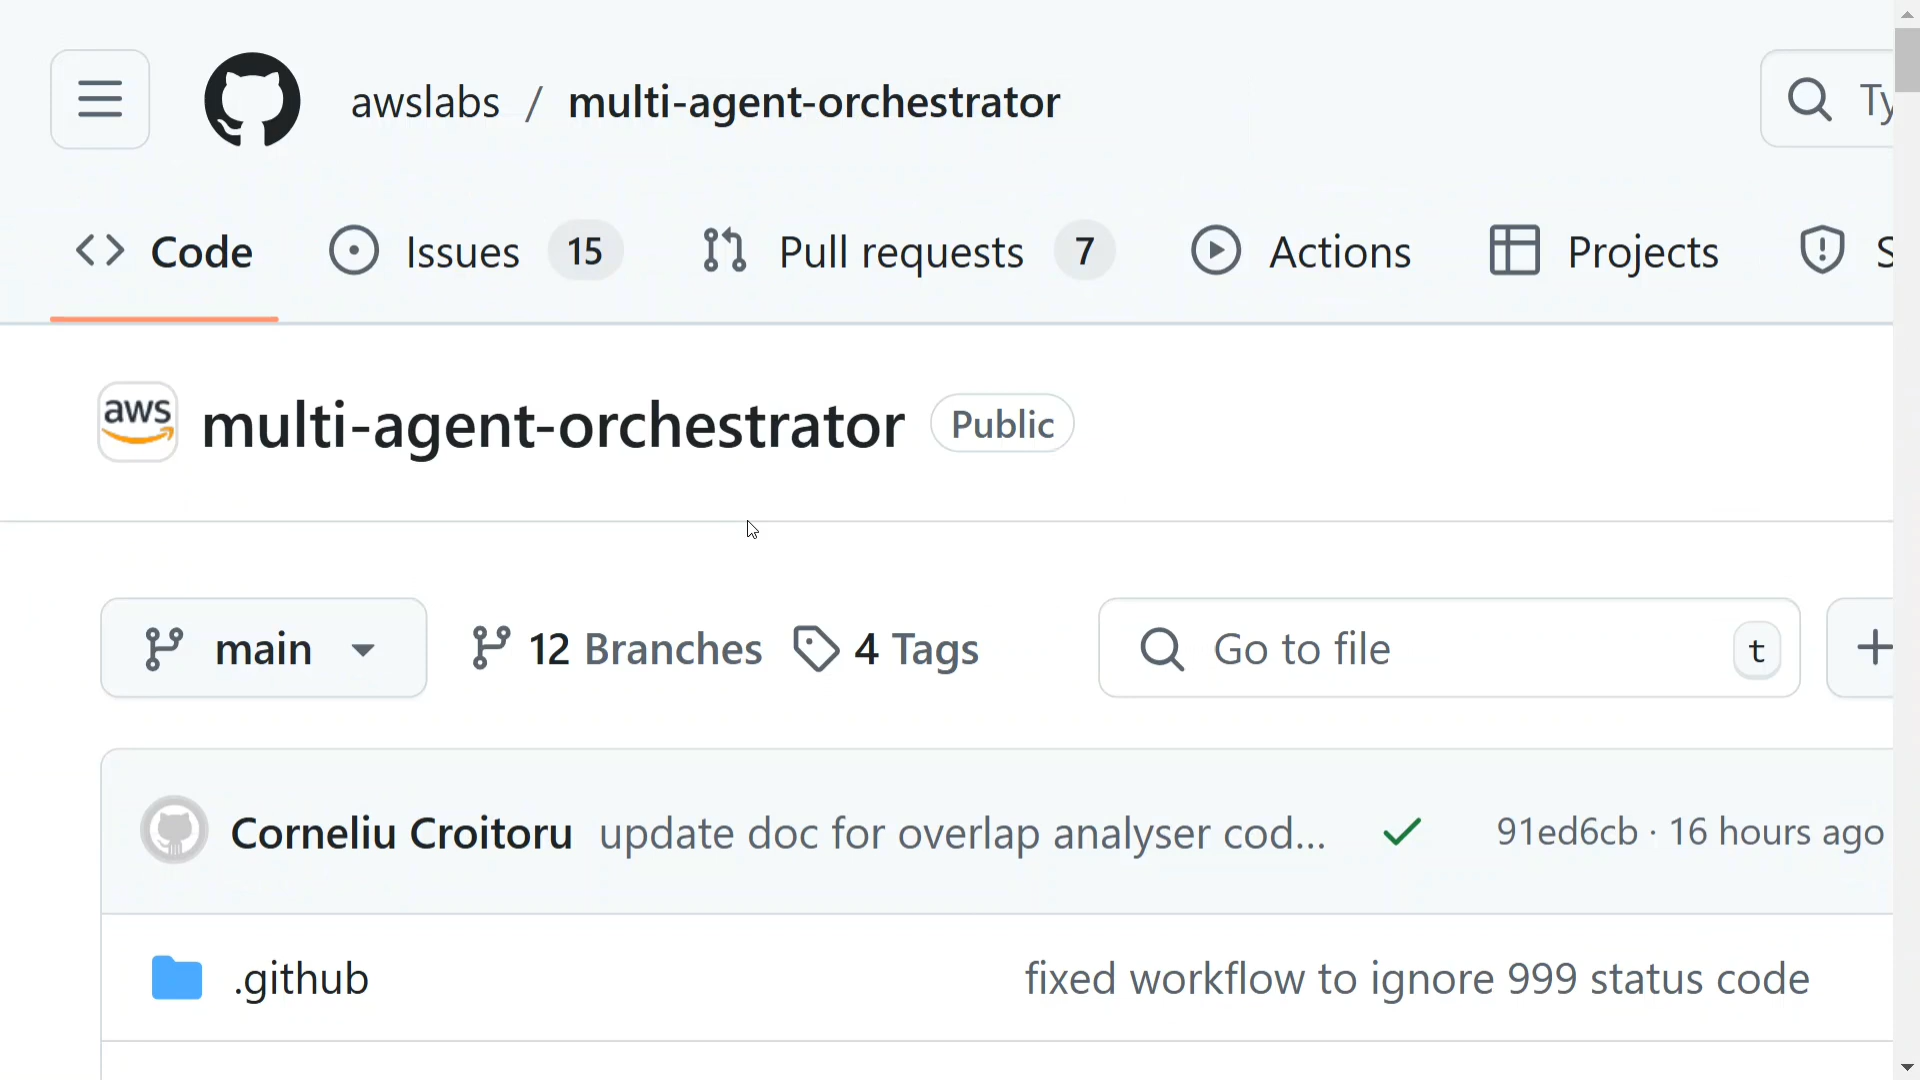 awslabs / multi-agent-orchestrator
Ty
Code
Issues 15
Pull requests 7
Actions
Projects
S
aws
multi-agent-orchestrator
Public
main
12 Branches
4 Tags
Go to file
t
Corneliu Croitoru update doc for overlap analyser cod...
91ed6cb · 16 hours ago
.github
fixed workflow to ignore 999 status code